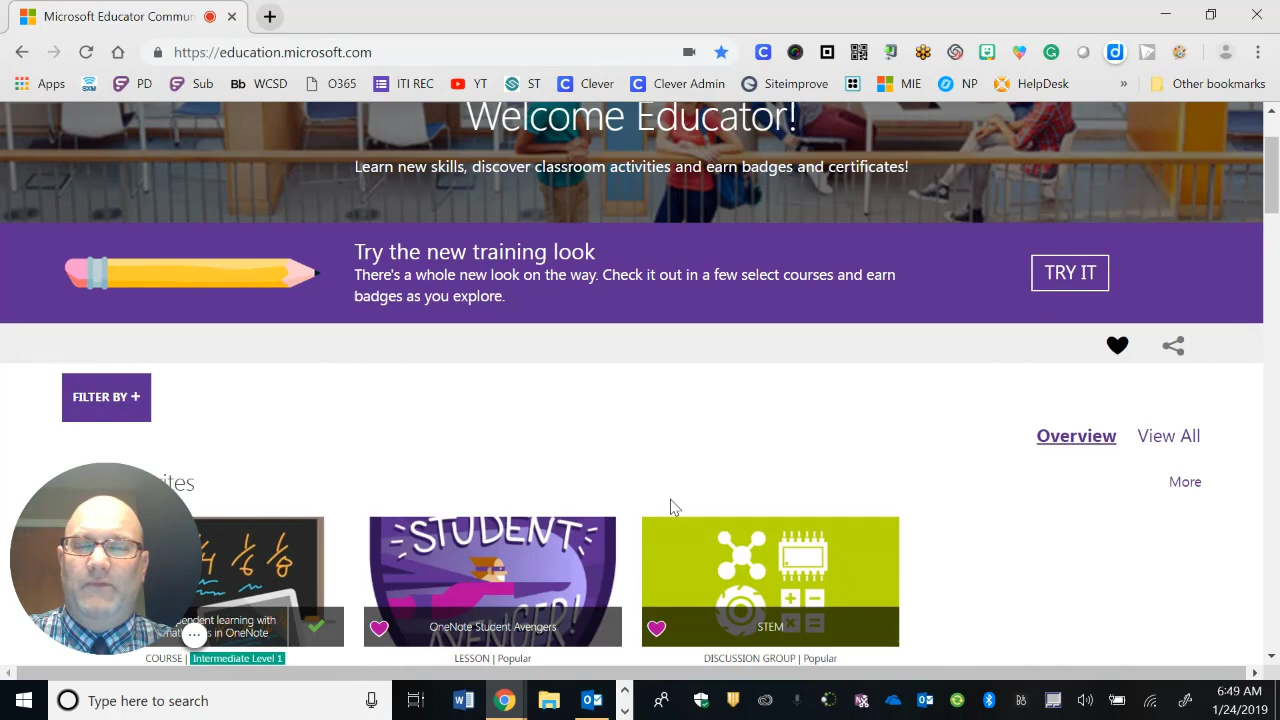 Microsoft Educator Commun
https://education.microsoft.com
Apps PD Sub Bb WCSD O365 ITI REC YT ST Clever Clever Admin Siteimprove MIE NP HelpDesk » Other bookmarks
Welcome Educator!
Learn new skills, discover classroom activities and earn badges and certificates!
Try the new training look
There's a whole new look on the way. Check it out in a few select courses and earn
badges as you explore.
TRY IT
FILTER BY +
Overview View All
ites
More
STUDENT
STEM
OneNote Student Avengers
pendent learning with
in OneNote
COURSE | Intermediate Level 1
LESSON | Popular
DISCUSSION GROUP | Popular
Type here to search
6:49 AM
1/24/2019